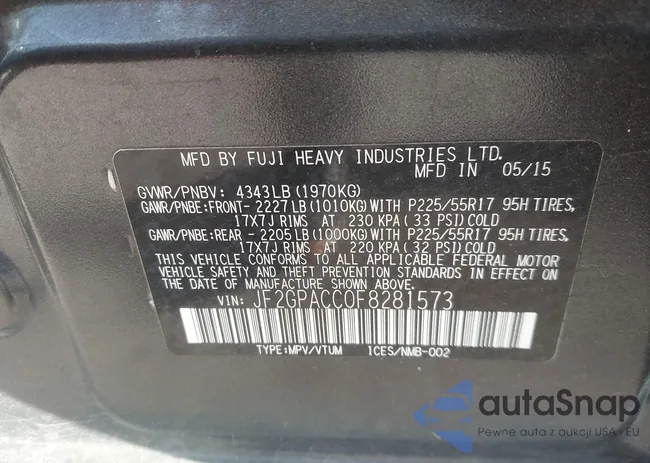 MFD BY FUJI HEAVY INDUSTRIES LTD.
MFD IN 05/15
GVWR/PNBV: 4343LB(1970KG)
GAWR/PNBE:FRONT- 2227LB(1010KG)WITH P225/55R17 95H TIRES,
17X7J RIMS AT 230 KPA(33 PSI)COLD
GAWR/PNBE:REAR - 2205LB(1000KG)WITH P225/55R17 95H TIRES,
17X7J RIMS AT 220 KPA(32 PSI)COLD
THIS VEHICLE CONFORMS TO ALL APPLICABLE FEDERAL MOTOR
VEHICLE SAFETY AND THEFT PREVENTION STANDARDS IN EFFECT ON
THE DATE OF MANUFACTURE SHOWN ABOVE.
VIN: JF2GPACC0F8281573
TYPE:MPV/VTUM ICES/NMB-002
autoSnap
Pewne auta z aukcji USA - EU